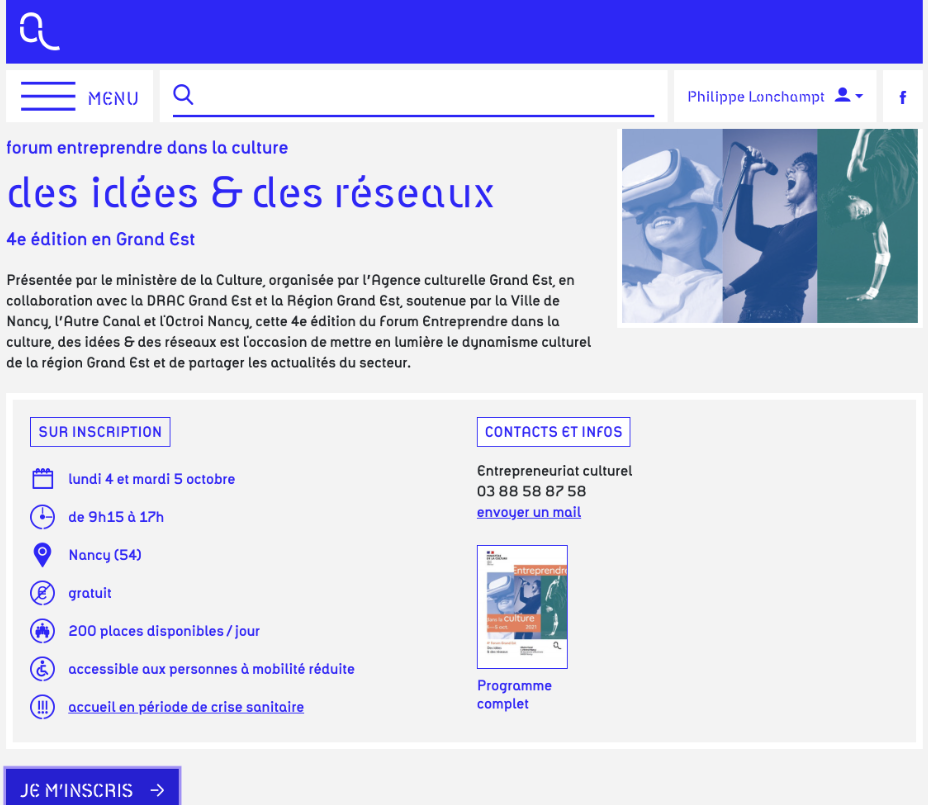 MENU
Philippe Lonchampt
f
forum entreprendre dans la culture
des idées & des réseaux
4e édition en Grand Est
Présentée par le ministère de la Culture, organisée par l'Agence culturelle Grand Est, en
collaboration avec la DRAC Grand Est et la Région Grand Est, soutenue par la Ville de
Nancy, l'Autre Canal et l'Octroi Nancy, cette 4e édition du Forum Entreprendre dans la
culture, des idées & des réseaux est l'occasion de mettre en lumière le dynamisme culturel
de la région Grand Est et de partager les actualités du secteur.
SUR INSCRIPTION
lundi 4 et mardi 5 octobre
de 9h15 à 17h
Nancy (54)
gratuit
200 places disponibles / jour
accessible aux personnes à mobilité réduite
accueil en période de crise sanitaire
CONTACTS ET INFOS
Entrepreneuriat culturel
03 88 58 87 58
envoyer un mail
Entreprendre
dans la culture
2021
Programme
complet
JE M'INSCRIS →